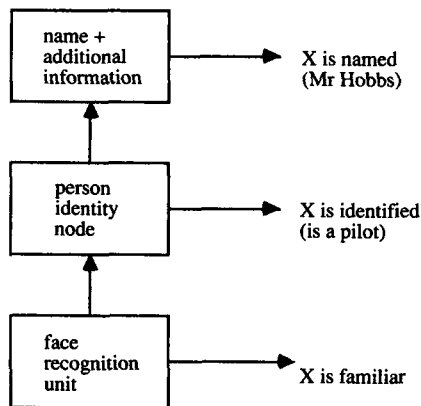 name +
additional
information
X is named
(Mr Hobbs)
person
identity
node
X is identified
(is a pilot)
face
recognition
unit
X is familiar